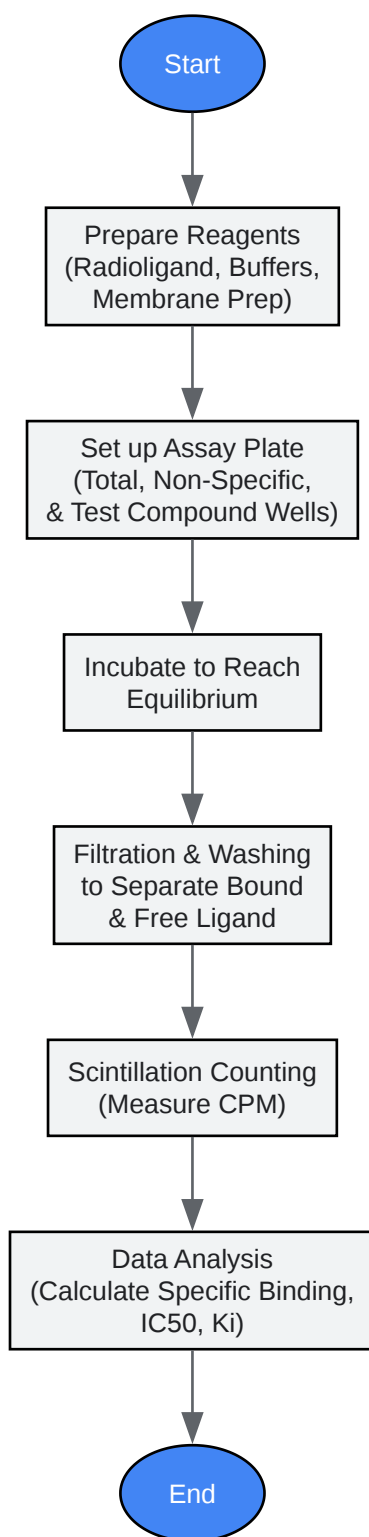 Start
Prepare Reagents
(Radioligand, Buffers,
Membrane Prep)
Set up Assay Plate
(Total, Non-Specific,
& Test Compound Wells)
Incubate to Reach
Equilibrium
Filtration & Washing
to Separate Bound
& Free Ligand
Scintillation Counting
(Measure CPM)
Data Analysis
(Calculate Specific Binding,
IC50, Ki)
End